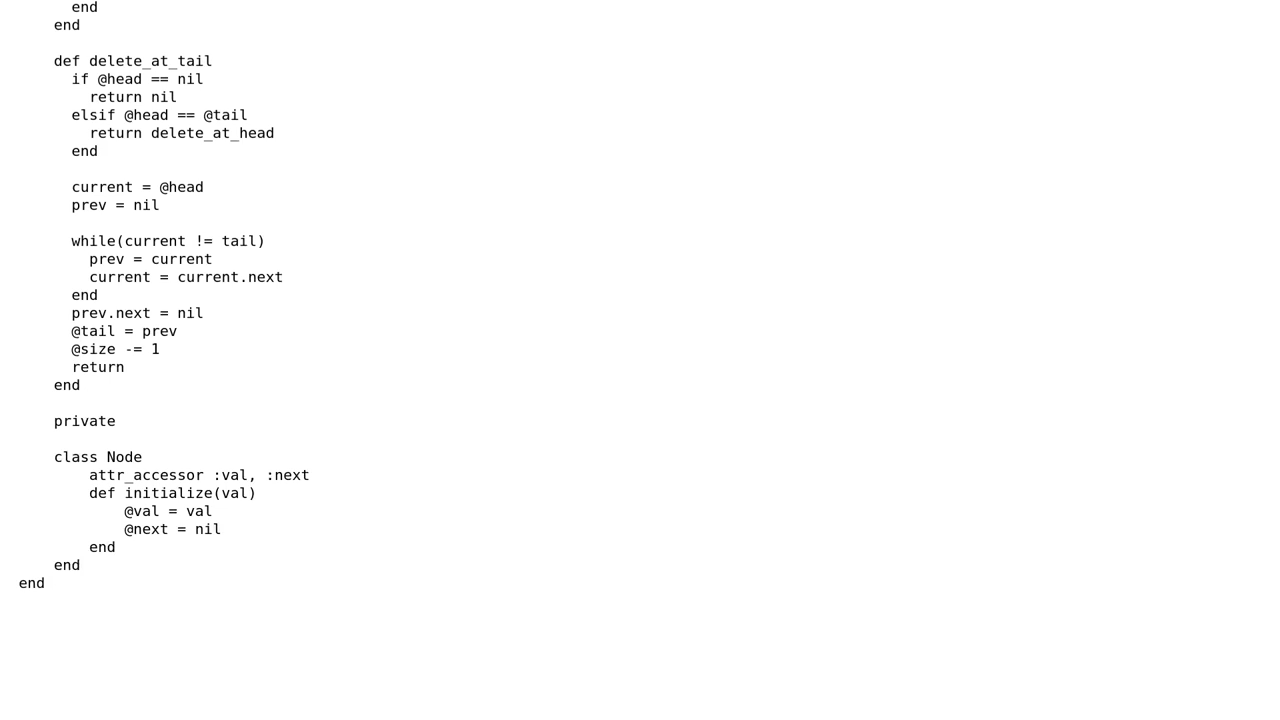 end
end
def delete_at_tail
if @head == nil
return nil
elsif @head == @tail
return delete_at_head
end
current = @head
prev = nil
while(current != tail)
prev = current
current = current.next
end
prev.next = nil
@tail = prev
@size -= 1
return
end
private
class Node
attr_accessor :val, :next
def initialize(val)
@val = val
@next = nil
end
end
end